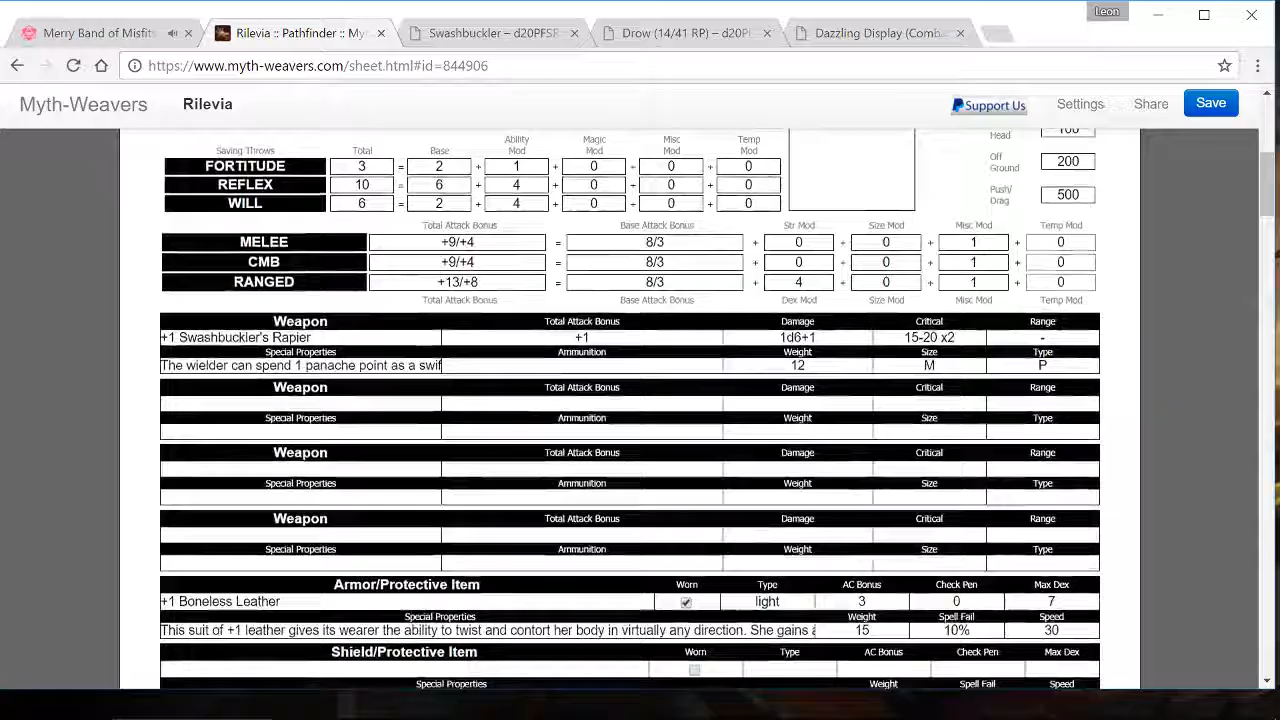 Leon
Merry Band of Misfits
Rilevia :: Pathfinder :: My
Swashbuckler – d20PFSR
Drow (14/41 RP) – d20P
Dazzling Display (Comb
https://www.myth-weavers.com/sheet.html#id=844906
Myth-Weavers Rilevia Support Us Settings Share Save
Saving Throws Total Base Ability Mod Magic Mod Misc Mod Temp Mod
Head 100
FORTITUDE 3 = 2 + 1 + 0 + 0 + 0
Off Ground 200
REFLEX 10 = 6 + 4 + 0 + 0 + 0
WILL 6 = 2 + 4 + 0 + 0 + 0
Push/ Drag 500
Total Attack Bonus Base Attack Bonus Str Mod Size Mod Misc Mod Temp Mod
MELEE +9/+4 = 8/3 + 0 + 0 + 1 + 0
CMB +9/+4 = 8/3 + 0 + 0 + 1 + 0
RANGED +13/+8 = 8/3 + 4 + 0 + 1 + 0
Total Attack Bonus Base Attack Bonus Dex Mod Size Mod Misc Mod Temp Mod
Weapon Total Attack Bonus Damage Critical Range
+1 Swashbuckler's Rapier +1 1d6+1 15-20 x2 -
Special Properties Ammunition Weight Size Type
The wielder can spend 1 panache point as a swif 12 M P
Weapon Total Attack Bonus Damage Critical Range
Special Properties Ammunition Weight Size Type
Weapon Total Attack Bonus Damage Critical Range
Special Properties Ammunition Weight Size Type
Weapon Total Attack Bonus Damage Critical Range
Special Properties Ammunition Weight Size Type
Armor/Protective Item Worn Type AC Bonus Check Pen Max Dex
+1 Boneless Leather light 3 0 7
Special Properties Weight Spell Fail Speed
This suit of +1 leather gives its wearer the ability to twist and contort her body in virtually any direction. She gains a 15 10% 30
Shield/Protective Item Worn Type AC Bonus Check Pen Max Dex
Special Properties Weight Spell Fail Speed